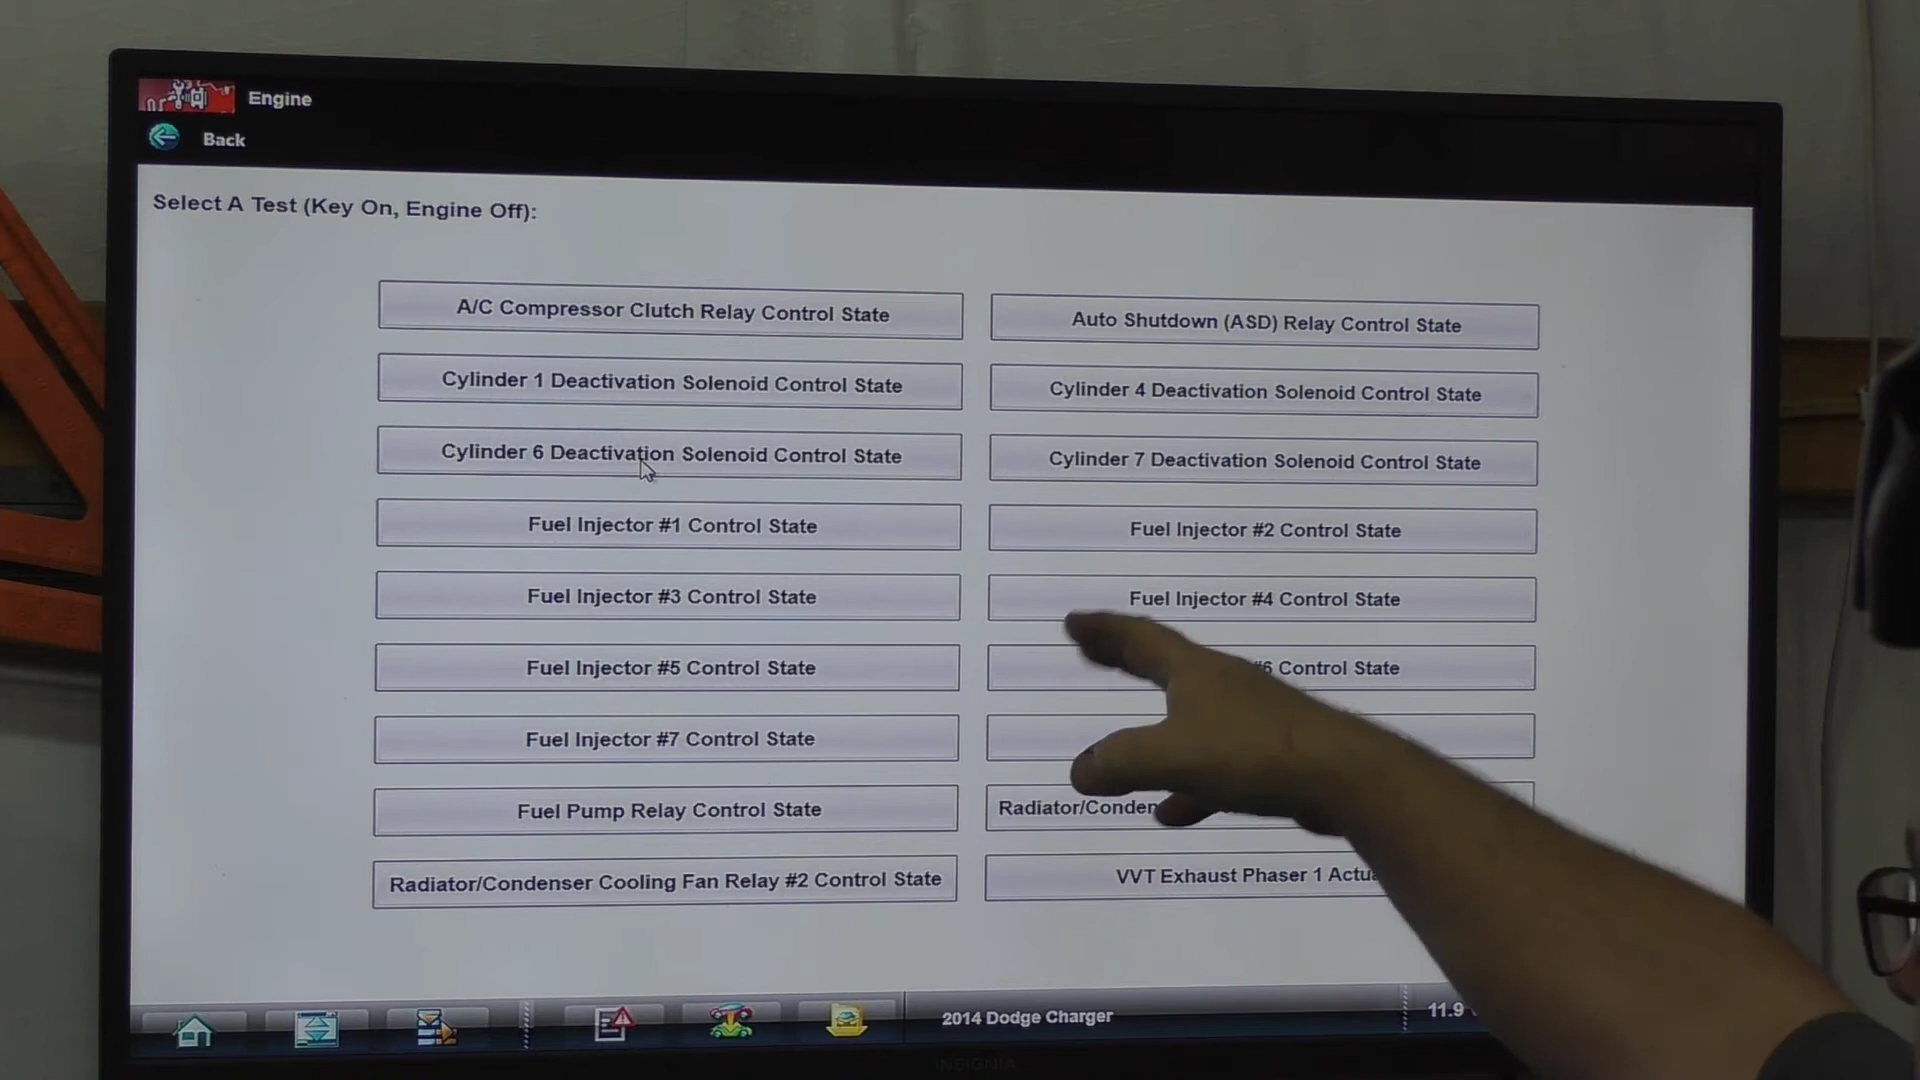 Engine
Back
Select A Test (Key On, Engine Off):
A/C Compressor Clutch Relay Control State
Auto Shutdown (ASD) Relay Control State
Cylinder 1 Deactivation Solenoid Control State
Cylinder 4 Deactivation Solenoid Control State
Cylinder 6 Deactivation Solenoid Control State
Cylinder 7 Deactivation Solenoid Control State
Fuel Injector #1 Control State
Fuel Injector #2 Control State
Fuel Injector #3 Control State
Fuel Injector #4 Control State
Fuel Injector #5 Control State
#6 Control State
Fuel Injector #7 Control State
Fuel Pump Relay Control State
Radiator/Conden
Radiator/Condenser Cooling Fan Relay #2 Control State
VVT Exhaust Phaser 1 Actu
2014 Dodge Charger
11.9
INSIGNIA